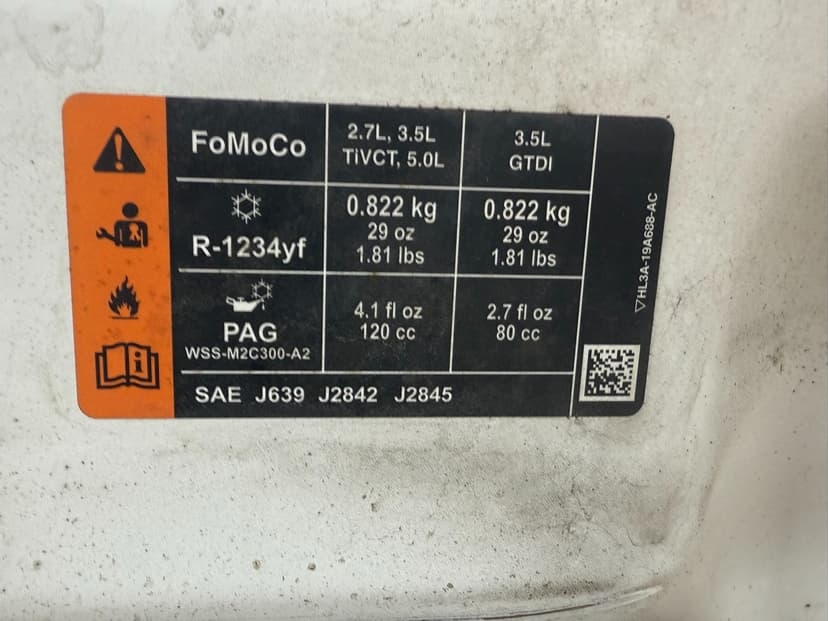 FoMoCo
2.7L, 3.5L
TiVCT, 5.0L
3.5L
GTDI
R-1234yf
0.822 kg
29 oz
1.81 lbs
0.822 kg
29 oz
1.81 lbs
PAG
WSS-M2C300-A2
4.1 fl oz
120 cc
2.7 fl oz
80 cc
SAE J639 J2842 J2845
HL3A-19A688-AC